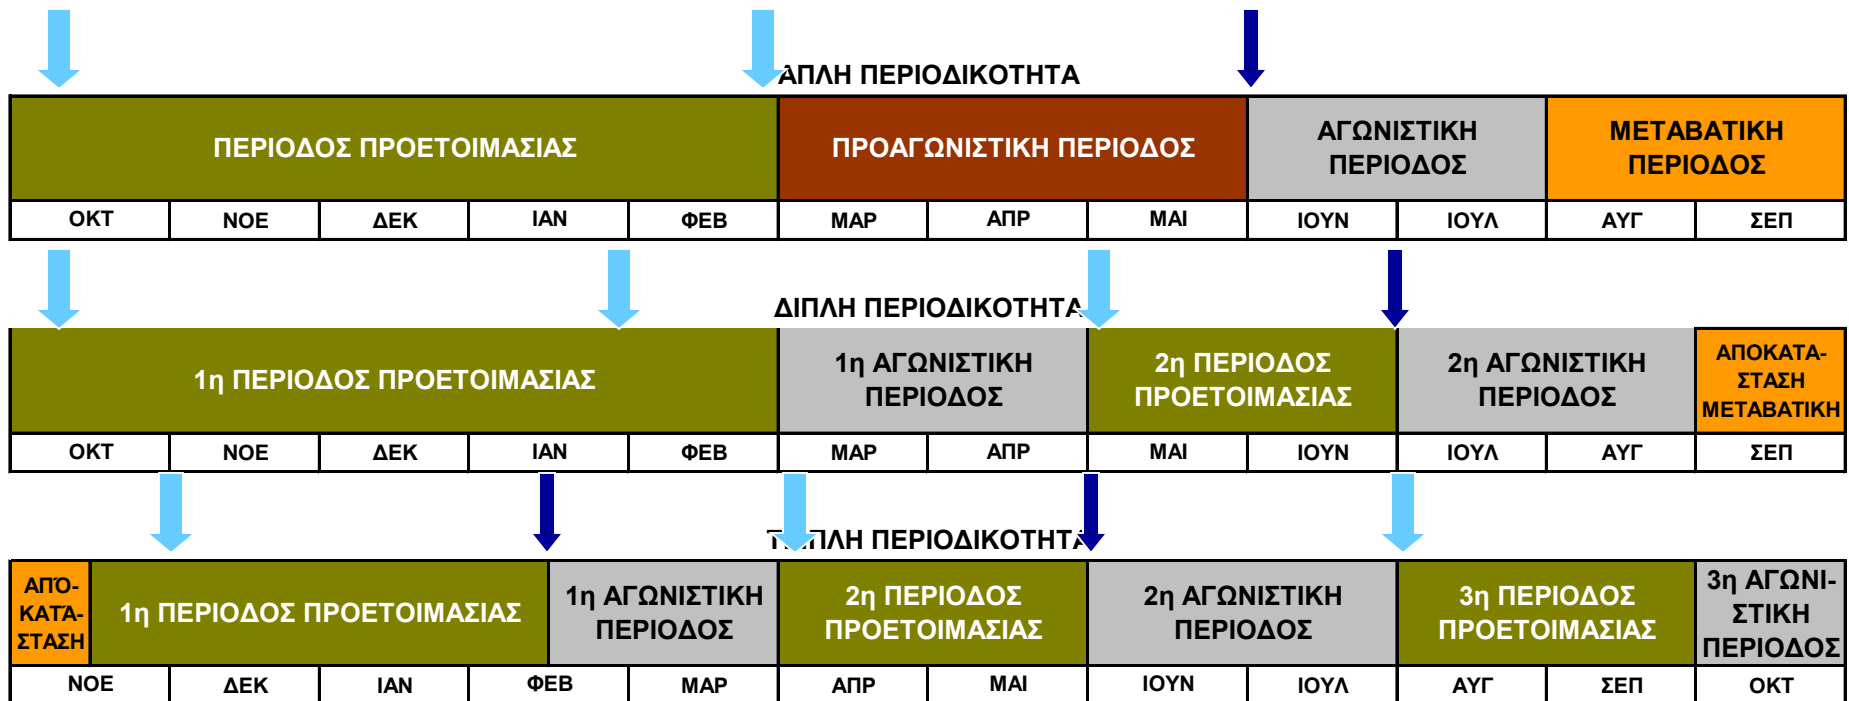 ΑΠΛΗ ΠΕΡΙΟΔΙΚΟΤΗΤΑ
ΠΕΡΙΟΔΟΣ ΠΡΟΕΤΟΙΜΑΣΙΑΣ
ΠΡΟΑΓΩΝΙΣΤΙΚΗ ΠΕΡΙΟΔΟΣ
ΑΓΩΝΙΣΤΙΚΗ
ΠΕΡΙΟΔΟΣ
ΜΕΤΑΒΑΤΙΚΗ
ΠΕΡΙΟΔΟΣ
ΟΚΤ ΝΟΕ ΔΕΚ ΙΑΝ ΦΕΒ ΜΑΡ ΑΠΡ ΜΑΙ ΙΟΥΝ ΙΟΥΛ ΑΥΓ ΣΕΠ
ΔΙΠΛΗ ΠΕΡΙΟΔΙΚΟΤΗΤΑ
1η ΠΕΡΙΟΔΟΣ ΠΡΟΕΤΟΙΜΑΣΙΑΣ
1η ΑΓΩΝΙΣΤΙΚΗ
ΠΕΡΙΟΔΟΣ
2η ΠΕΡΙΟΔΟΣ
ΠΡΟΕΤΟΙΜΑΣΙΑΣ
2η ΑΓΩΝΙΣΤΙΚΗ
ΠΕΡΙΟΔΟΣ
ΑΠΟΚΑΤΑ-
ΣΤΑΣΗ
ΜΕΤΑΒΑΤΙΚΗ
ΟΚΤ ΝΟΕ ΔΕΚ ΙΑΝ ΦΕΒ ΜΑΡ ΑΠΡ ΜΑΙ ΙΟΥΝ ΙΟΥΛ ΑΥΓ ΣΕΠ
ΠΕΡΙΟΔΙΚΟΤΗΤΑ
ΑΠΌ-
ΚΑΤΆ-
ΣΤΑΣΗ
1η ΠΕΡΙΟΔΟΣ ΠΡΟΕΤΟΙΜΑΣΙΑΣ
1η ΑΓΩΝΙΣΤΙΚΗ
ΠΕΡΙΟΔΟΣ
2η ΠΕΡΙΟΔΟΣ
ΠΡΟΕΤΟΙΜΑΣΙΑΣ
2η ΑΓΩΝΙΣΤΙΚΗ
ΠΕΡΙΟΔΟΣ
3η ΠΕΡΙΟΔΟΣ
ΠΡΟΕΤΟΙΜΑΣΙΑΣ
3η ΑΓΩΝΙ-
ΣΤΙΚΗ
ΠΕΡΙΟΔΟΣ
ΝΟΕ ΔΕΚ ΙΑΝ ΦΕΒ ΜΑΡ ΑΠΡ ΜΑΙ ΙΟΥΝ ΙΟΥΛ ΑΥΓ ΣΕΠ ΟΚΤ